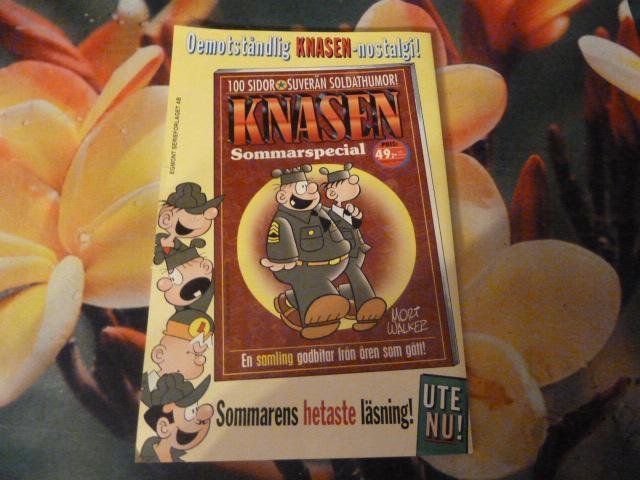 Oemotståndlig KNASEN-nostalgi!
EGMONT SERIEFÖRLAGET AB
100 SIDOR SUVERÄN SOLDATHUMOR!
KNASEN
Sommarspecial
PRIS:
49:-
MORT
WALKER
En samling godbitar från åren som gått!
Sommarens hetaste läsning!
UTE
NU!